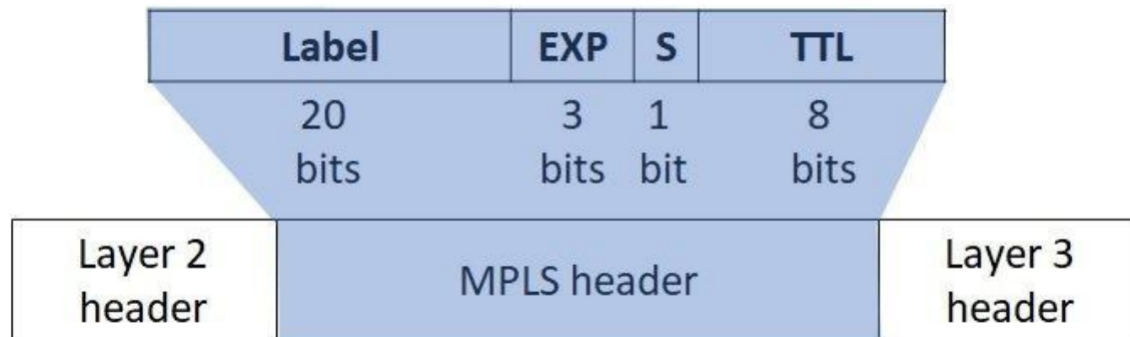 Label EXP S TTL
20 3 1 8
bits bits bit bits
Layer 2 MPLS header Layer 3
header header